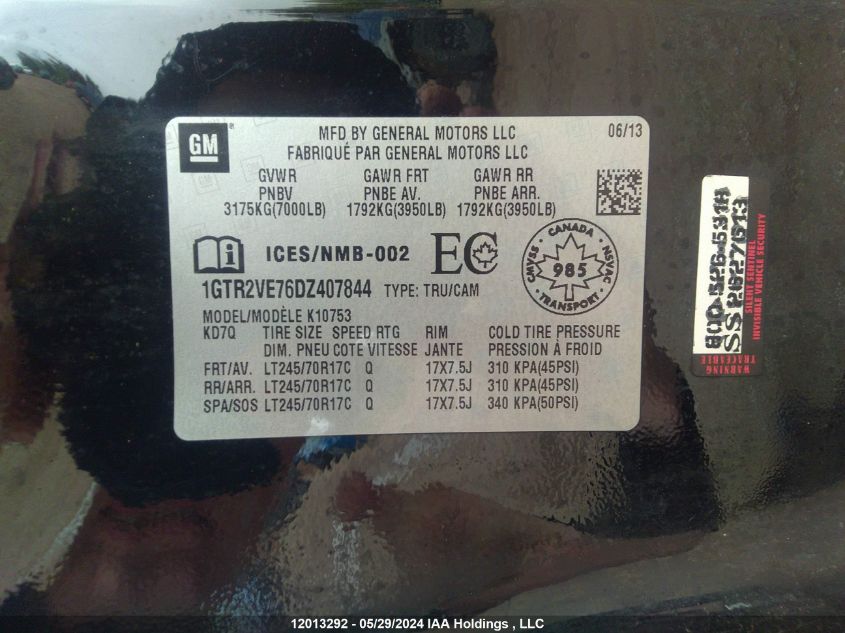 GM
MFD BY GENERAL MOTORS LLC 06/13
FABRIQUÉ PAR GENERAL MOTORS LLC
GVWR GAWR FRT GAWR RR
PNBV PNBE AV. PNBE ARR.
3175KG(7000LB) 1792KG(3950LB) 1792KG(3950LB)
ICES/NMB-002 EC
CANADA
CMVSS 985 NSVAC
TRANSPORT
1GTR2VE76DZ407844 TYPE: TRU/CAM
MODEL/MODÈLE K10753
KD7Q TIRE SIZE SPEED RTG RIM COLD TIRE PRESSURE
DIM. PNEU COTE VITESSE JANTE PRESSION À FROID
FRT/AV. LT245/70R17C Q 17X7.5J 310 KPA(45PSI)
RR/ARR. LT245/70R17C Q 17X7.5J 310 KPA(45PSI)
SPA/SOS LT245/70R17C Q 17X7.5J 340 KPA(50PSI)
WARNING
TRACEABLE
SS2627613
SILENT SENTINEL
INVISIBLE VEHICLE SECURITY
12013292 - 05/29/2024 IAA Holdings , LLC